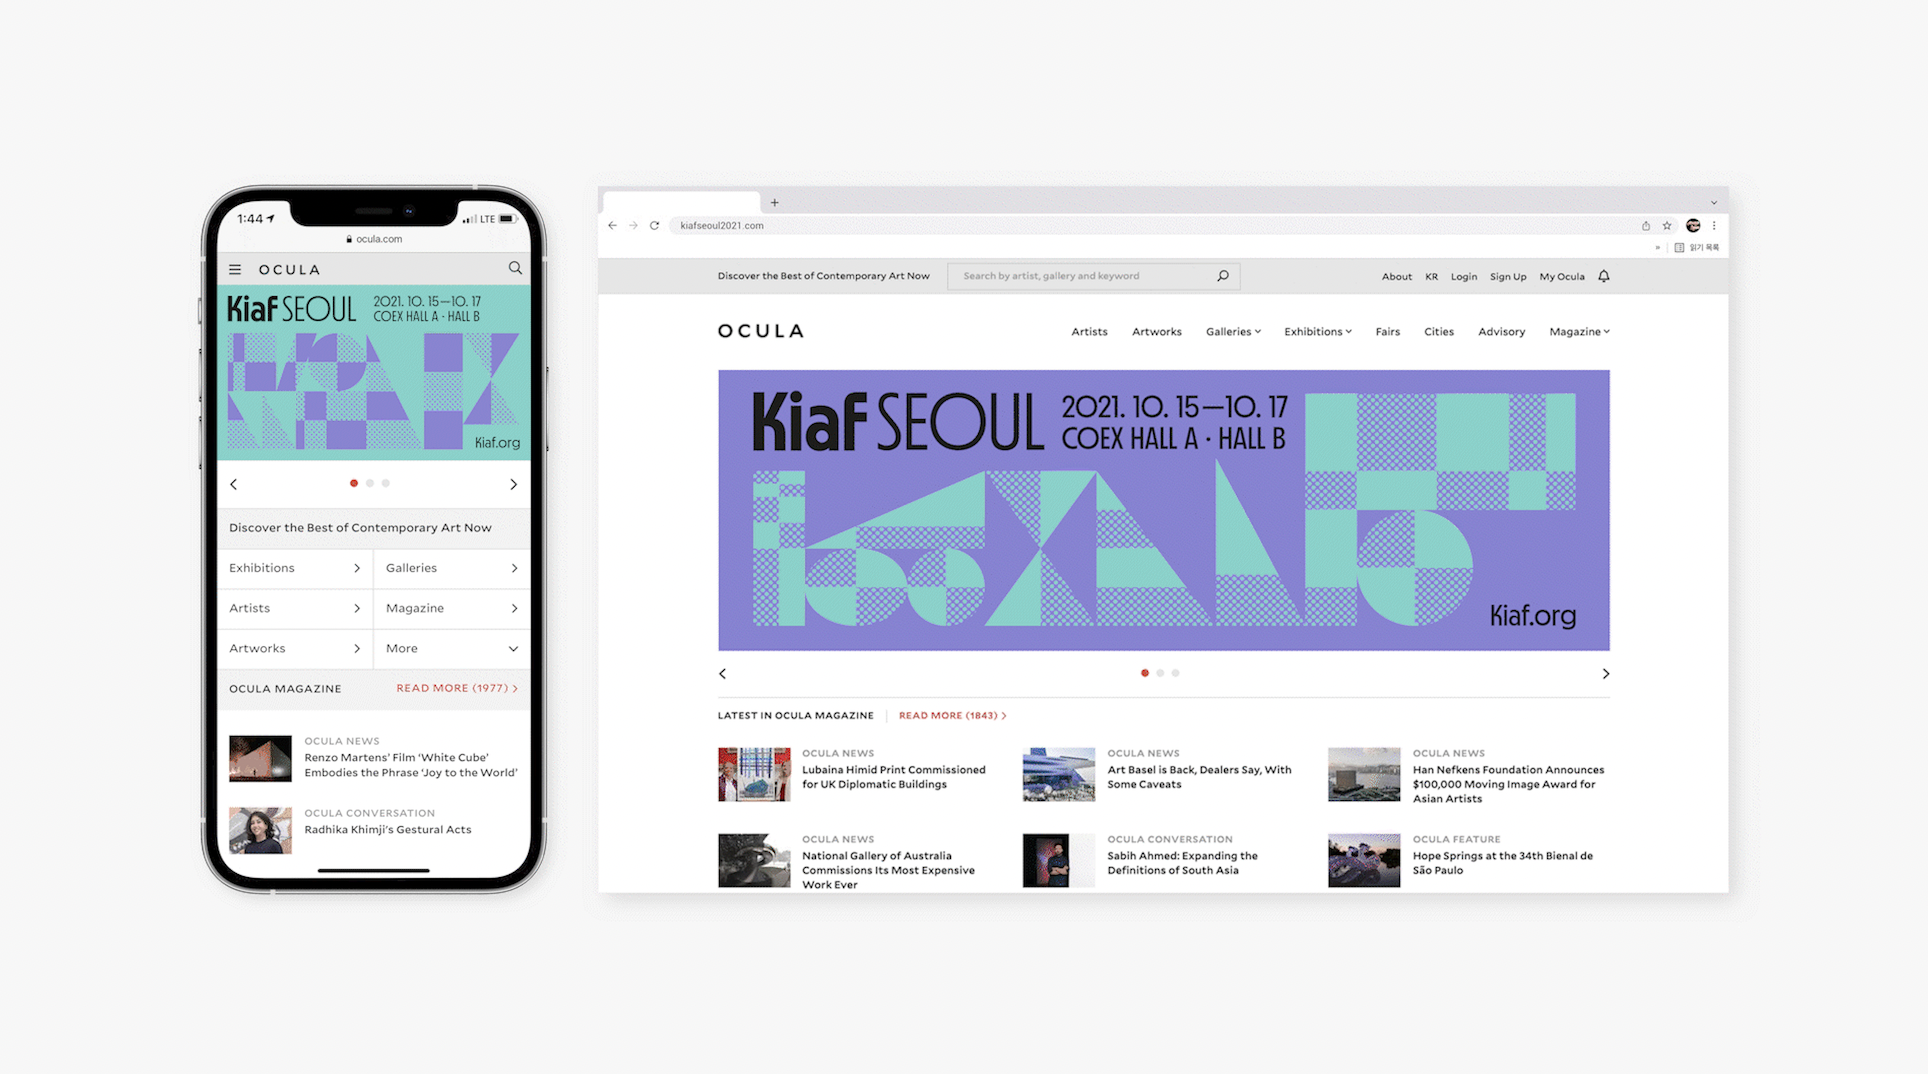 1:44
LTE
ocula.com
OCULA
Kiaf SEOUL
2021. 10. 15—10. 17
COEX HALL A · HALL B
Kiaf.org
Discover the Best of Contemporary Art Now
Exhibitions
Galleries
Artists
Magazine
Artworks
More
OCULA MAGAZINE
READ MORE (1977)
OCULA NEWS
Renzo Martens’ Film ‘White Cube’
Embodies the Phrase ‘Joy to the World’
OCULA CONVERSATION
Radhika Khimji’s Gestural Acts
kiafseoul2021.com
읽기 목록
Discover the Best of Contemporary Art Now
Search by artist, gallery and keyword
About KR Login Sign Up My Ocula
OCULA
Artists Artworks Galleries Exhibitions Fairs Cities Advisory Magazine
Kiaf SEOUL
2021. 10. 15—10. 17
COEX HALL A · HALL B
Kiaf.org
LATEST IN OCULA MAGAZINE
READ MORE (1843)
OCULA NEWS
Lubaina Himid Print Commissioned
for UK Diplomatic Buildings
OCULA NEWS
Art Basel is Back, Dealers Say, With
Some Caveats
OCULA NEWS
Han Nefkens Foundation Announces
$100,000 Moving Image Award for
Asian Artists
OCULA NEWS
National Gallery of Australia
Commissions Its Most Expensive
Work Ever
OCULA CONVERSATION
Sabih Ahmed: Expanding the
Definitions of South Asia
OCULA FEATURE
Hope Springs at the 34th Bienal de
São Paulo